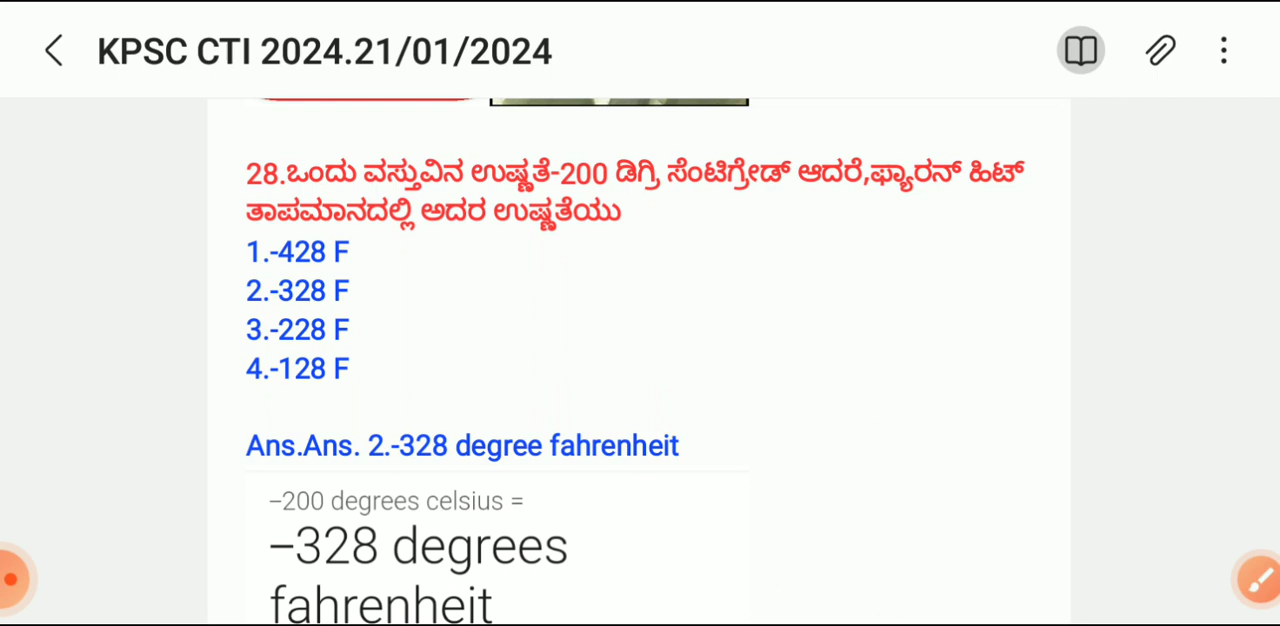 KPSC CTI 2024.21/01/2024
28.ಒಂದು ವಸ್ತುವಿನ ಉಷ್ಣತೆ-200 ಡಿಗ್ರಿ ಸೆಂಟಿಗ್ರೇಡ್ ಆದರೆ,ಫ್ಯಾರನ್ ಹಿಟ್
ತಾಪಮಾನದಲ್ಲಿ ಅದರ ಉಷ್ಣತೆಯು
1.-428 F
2.-328 F
3.-228 F
4.-128 F
Ans.Ans. 2.-328 degree fahrenheit
−200 degrees celsius =
−328 degrees
fahrenheit